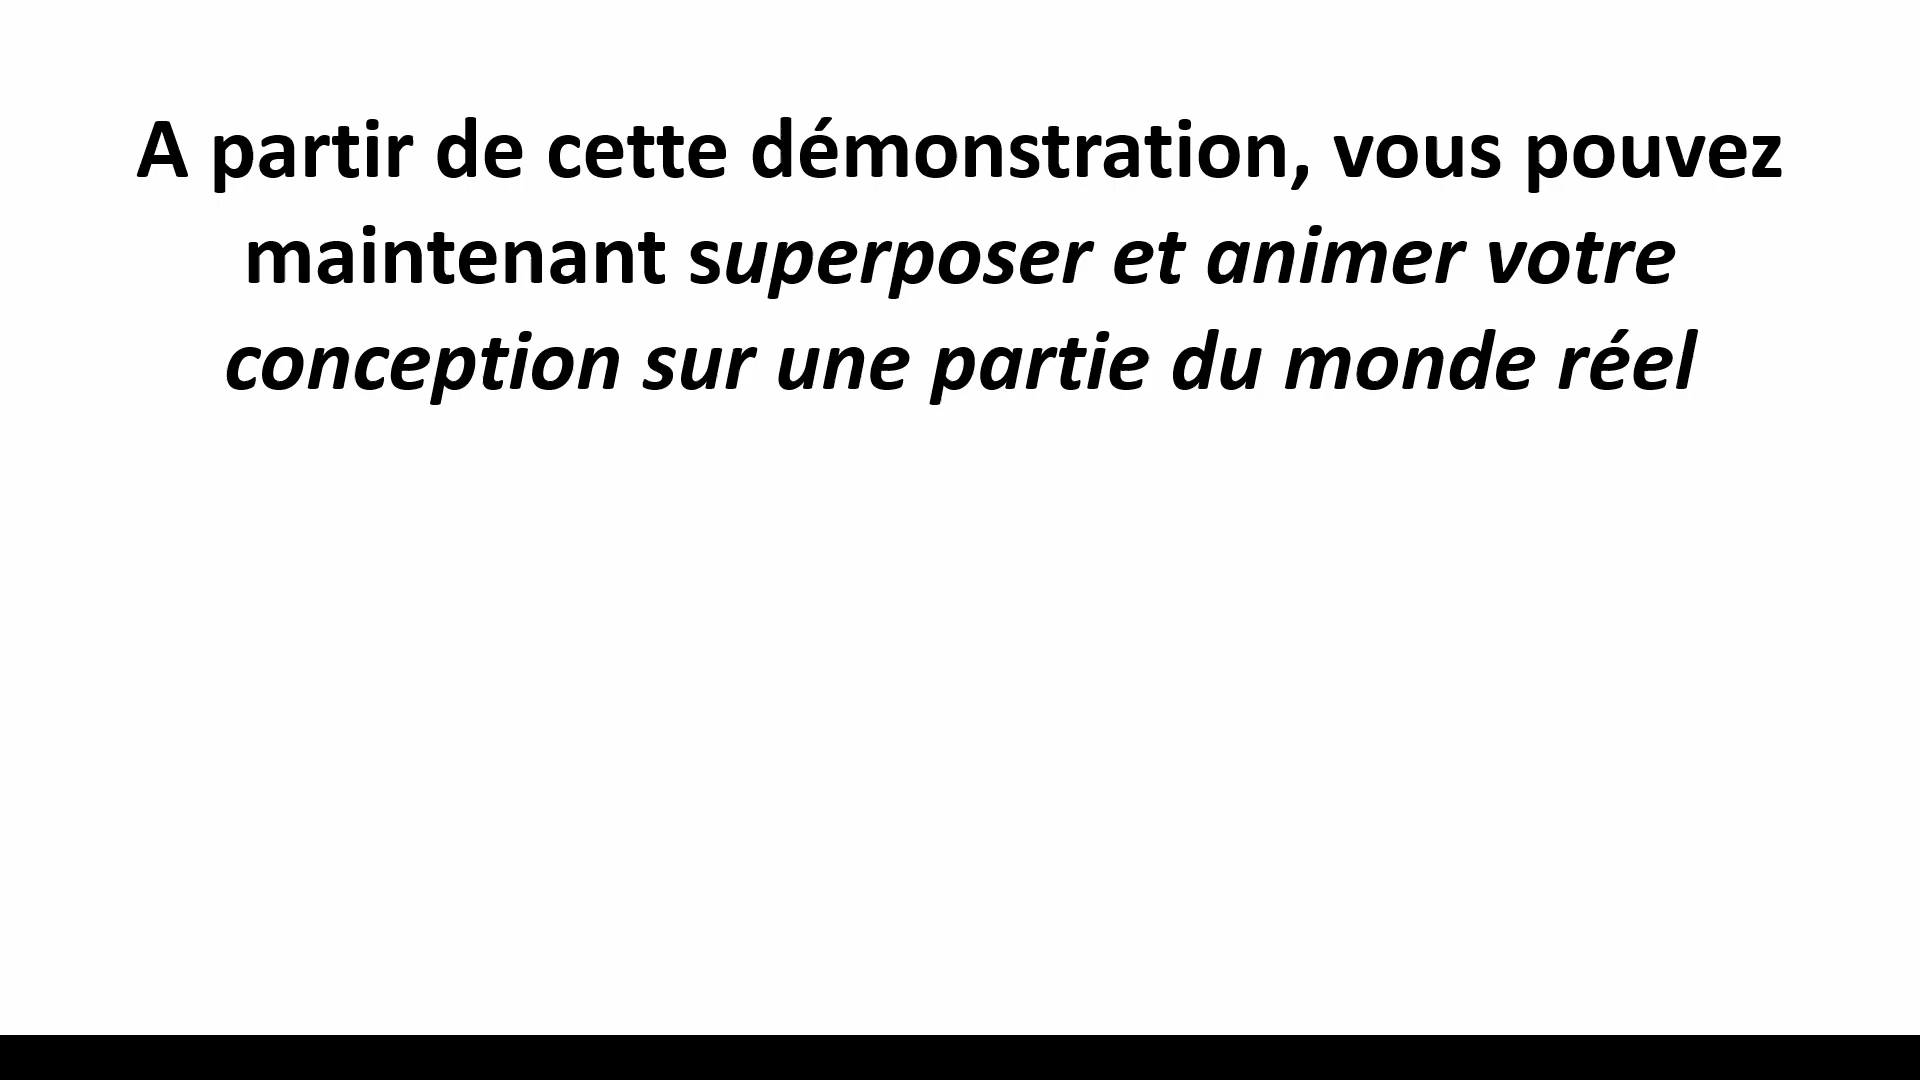 A partir de cette démonstration, vous pouvez
maintenant superposer et animer votre
conception sur une partie du monde réel